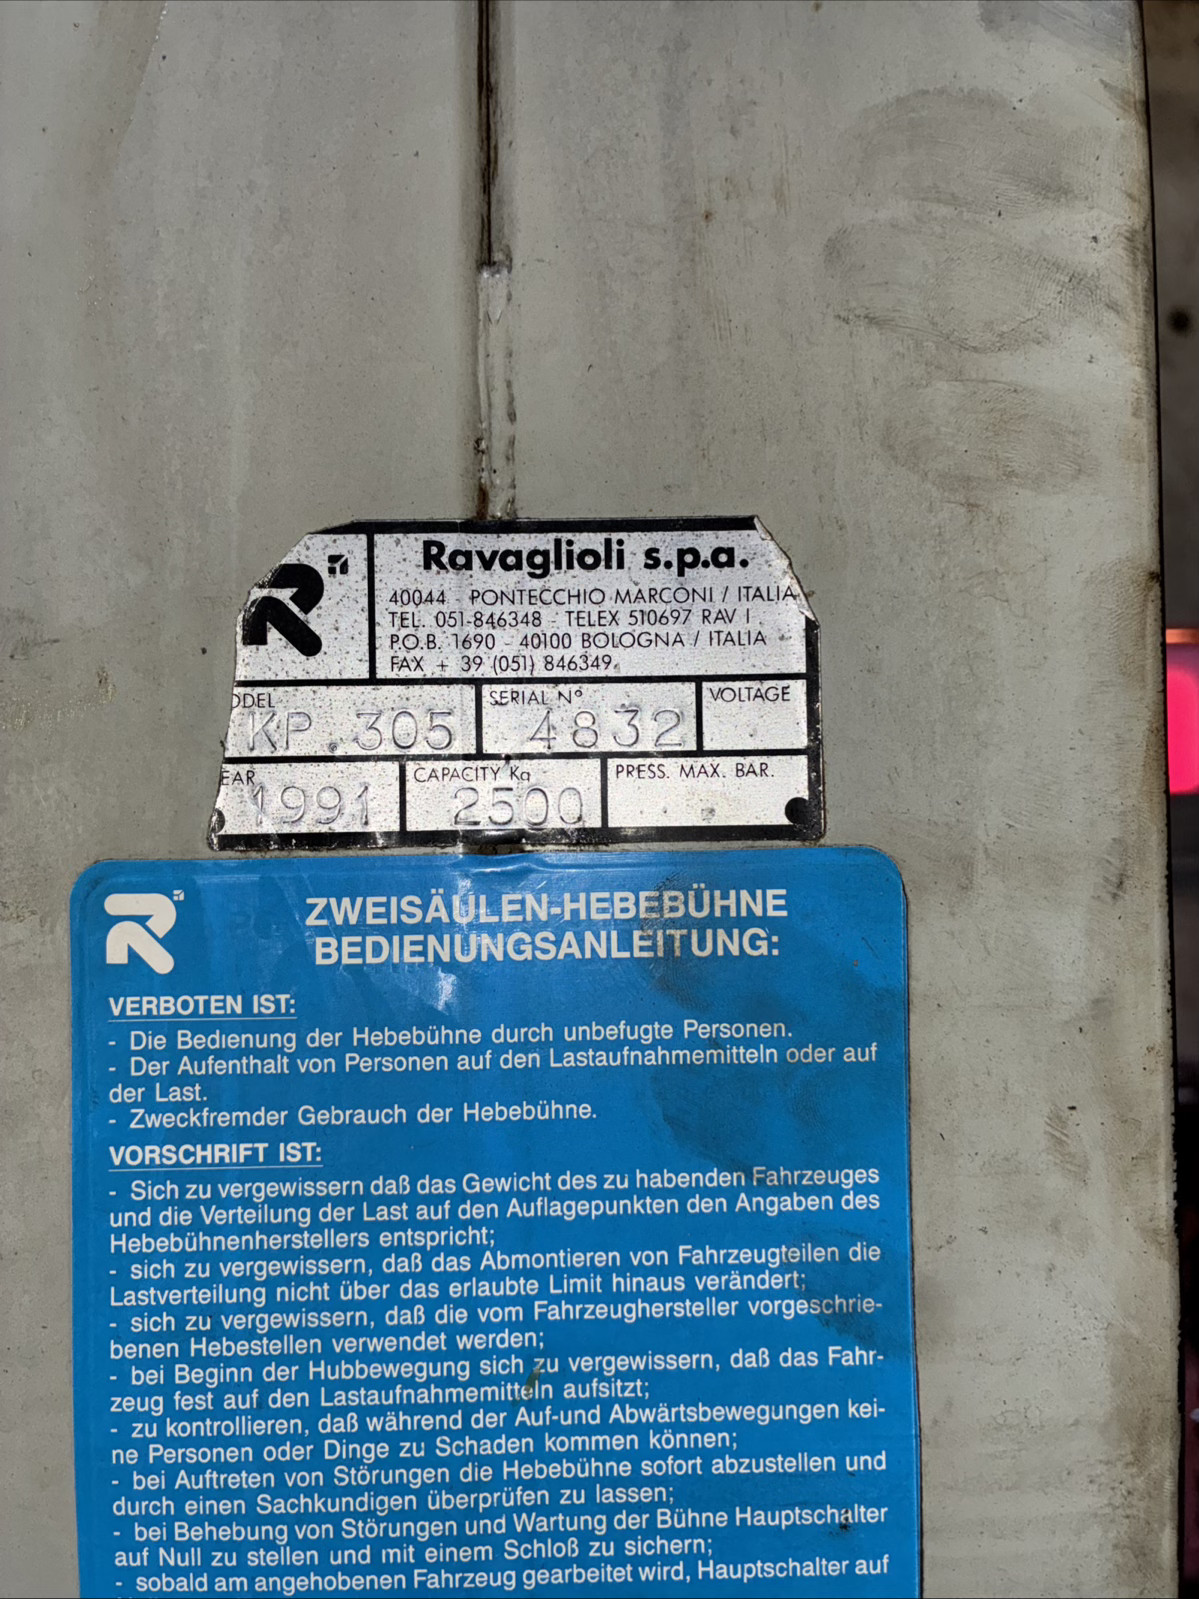 Ravaglioli s.p.a.
40044 PONTECCHIO MARCONI / ITALIA
TEL. 051-846348 - TELEX 510697 RAV I
P.O.B. 1690 - 40100 BOLOGNA / ITALIA
FAX + 39 (051) 846349
ODEL SERIAL N° VOLTAGE
KP.305 4832
EAR CAPACITY Kg PRESS. MAX. BAR.
1991 2500
ZWEISÄULEN-HEBEBÜHNE
BEDIENUNGSANLEITUNG:
VERBOTEN IST:
- Die Bedienung der Hebebühne durch unbefugte Personen.
- Der Aufenthalt von Personen auf den Lastaufnahmemitteln oder auf
der Last.
- Zweckfremder Gebrauch der Hebebühne.
VORSCHRIFT IST:
- Sich zu vergewissern daß das Gewicht des zu habenden Fahrzeuges
und die Verteilung der Last auf den Auflagepunkten den Angaben des
Hebebühnenherstellers entspricht;
- sich zu vergewissern, daß das Abmontieren von Fahrzeugteilen die
Lastverteilung nicht über das erlaubte Limit hinaus verändert;
- sich zu vergewissern, daß die vom Fahrzeughersteller vorgeschrie-
benen Hebestellen verwendet werden;
- bei Beginn der Hubbewegung sich zu vergewissern, daß das Fahr-
zeug fest auf den Lastaufnahmemitteln aufsitzt;
- zu kontrollieren, daß während der Auf-und Abwärtsbewegungen kei-
ne Personen oder Dinge zu Schaden kommen können;
- bei Auftreten von Störungen die Hebebühne sofort abzustellen und
durch einen Sachkundigen überprüfen zu lassen;
- bei Behebung von Störungen und Wartung der Bühne Hauptschalter
auf Null zu stellen und mit einem Schloß zu sichern;
- sobald am angehobenen Fahrzeug gearbeitet wird, Hauptschalter auf